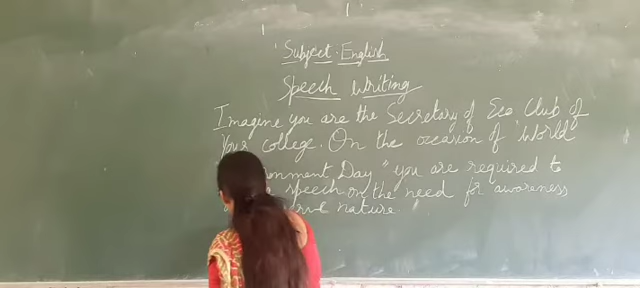 Subject. English
Speech Writing
Imagine you are the Secretary of Eco Club of
Your college. On the occasion of 'World
ronment Day" you are required to
speech on the need for awareness
nature.